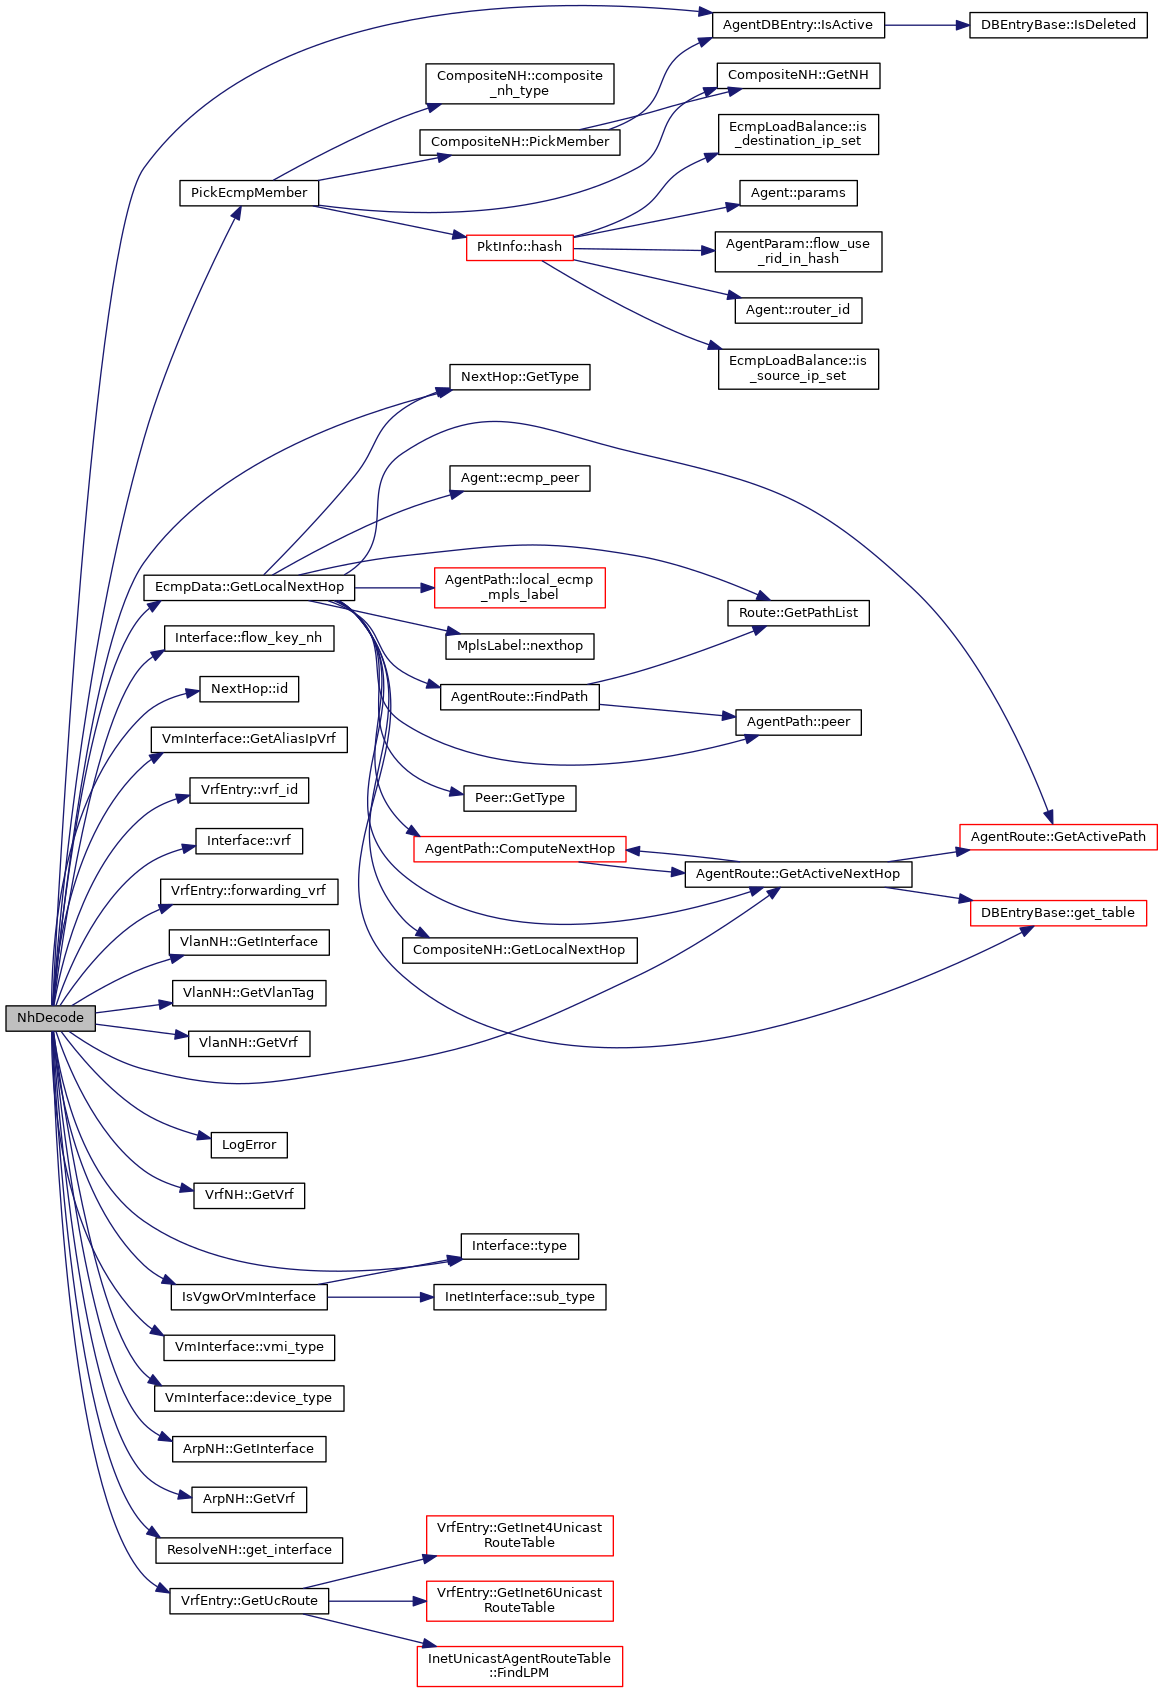 AgentDBEntry::IsActive
DBEntryBase::IsDeleted
CompositeNH::composite
_nh_type
CompositeNH::GetNH
CompositeNH::PickMember
EcmpLoadBalance::is
_destination_ip_set
PickEcmpMember
Agent::params
PktInfo::hash
AgentParam::flow_use
_rid_in_hash
Agent::router_id
EcmpLoadBalance::is
_source_ip_set
NextHop::GetType
Agent::ecmp_peer
EcmpData::GetLocalNextHop
AgentPath::local_ecmp
_mpls_label
Route::GetPathList
Interface::flow_key_nh
MplsLabel::nexthop
NextHop::id
AgentRoute::FindPath
AgentPath::peer
VmInterface::GetAliasIpVrf
VrfEntry::vrf_id
Peer::GetType
Interface::vrf
AgentPath::ComputeNextHop
AgentRoute::GetActivePath
AgentRoute::GetActiveNextHop
VrfEntry::forwarding_vrf
DBEntryBase::get_table
VlanNH::GetInterface
CompositeNH::GetLocalNextHop
VlanNH::GetVlanTag
NhDecode
VlanNH::GetVrf
LogError
VrfNH::GetVrf
Interface::type
IsVgwOrVmInterface
InetInterface::sub_type
VmInterface::vmi_type
VmInterface::device_type
ArpNH::GetInterface
ArpNH::GetVrf
ResolveNH::get_interface
VrfEntry::GetInet4Unicast
RouteTable
VrfEntry::GetUcRoute
VrfEntry::GetInet6Unicast
RouteTable
InetUnicastAgentRouteTable
::FindLPM